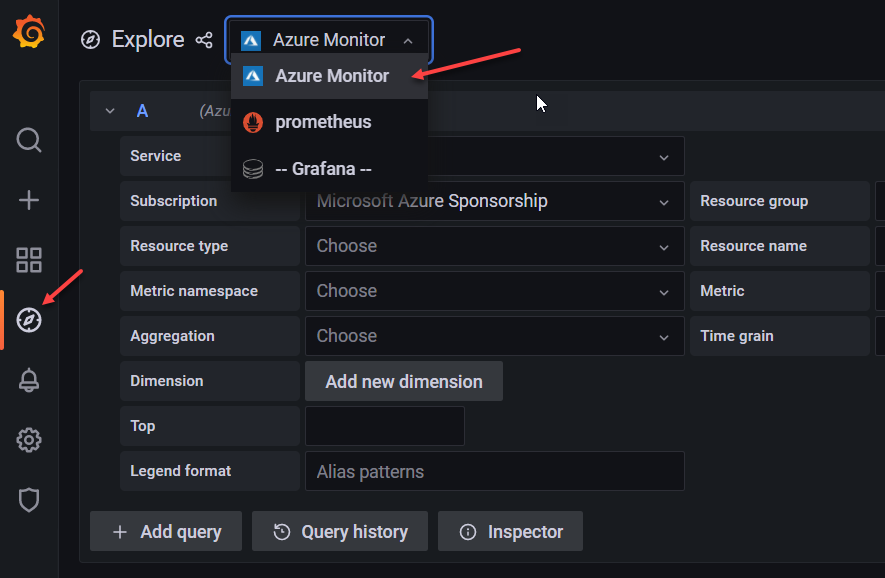 Explore
Azure Monitor
Azure Monitor
prometheus
-- Grafana --
A (Azu
Service
Subscription Microsoft Azure Sponsorship Resource group
Resource type Choose Resource name
Metric namespace Choose Metric
Aggregation Choose Time grain
Dimension Add new dimension
Top
Legend format Alias patterns
Add query Query history Inspector